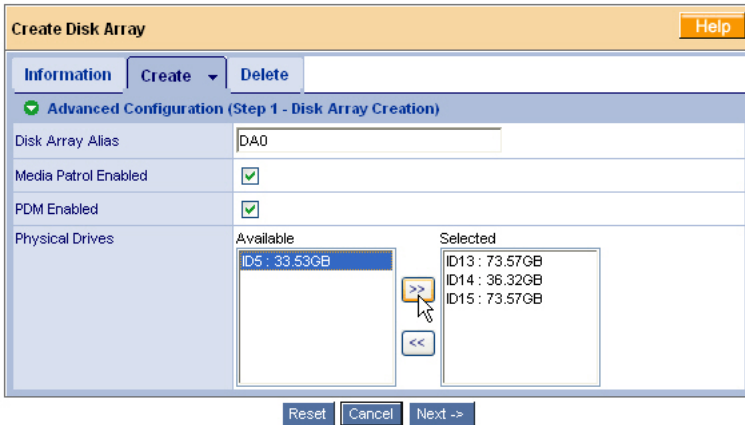 Create Disk Array
Help
Information
Create
Delete
Advanced Configuration (Step 1 - Disk Array Creation)
Disk Array Alias
DA0
Media Patrol Enabled
PDM Enabled
Physical Drives
Available
Selected
ID5 : 33.53GB
>>
<<
ID13 : 73.57GB
ID14 : 36.32GB
ID15 : 73.57GB
Reset
Cancel
Next ->